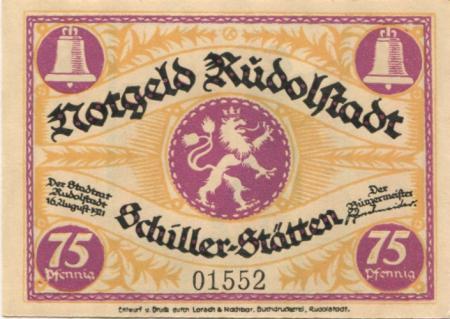 Notgeld Rudolstadt
Der Stadtrat
Rudolstadt
16. August 1921
Der
Bürgermeister
Schiller-Stätten
75
Pfennig
75
Pfennig
01552
Entwurf u. Druck durch Lorsch & Nachbar, Buchdruckerei, Rudolstadt.